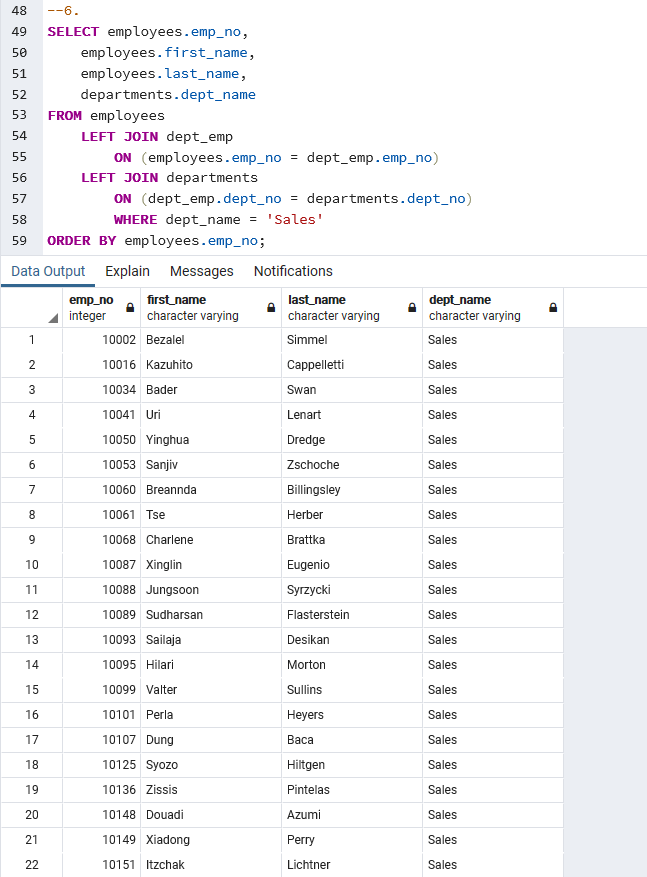 48 --6.
49 SELECT employees.emp_no,
50 employees.first_name,
51 employees.last_name,
52 departments.dept_name
53 FROM employees
54 LEFT JOIN dept_emp
55 ON (employees.emp_no = dept_emp.emp_no)
56 LEFT JOIN departments
57 ON (dept_emp.dept_no = departments.dept_no)
58 WHERE dept_name = 'Sales'
59 ORDER BY employees.emp_no;
Data Output Explain Messages Notifications
emp_no first_name last_name dept_name
integer character varying character varying character varying
1 10002 Bezalel Simmel Sales
2 10016 Kazuhito Cappelletti Sales
3 10034 Bader Swan Sales
4 10041 Uri Lenart Sales
5 10050 Yinghua Dredge Sales
6 10053 Sanjiv Zschoche Sales
7 10060 Breannda Billingsley Sales
8 10061 Tse Herber Sales
9 10068 Charlene Brattka Sales
10 10087 Xinglin Eugenio Sales
11 10088 Jungsoon Syrzycki Sales
12 10089 Sudharsan Flasterstein Sales
13 10093 Sailaja Desikan Sales
14 10095 Hilari Morton Sales
15 10099 Valter Sullins Sales
16 10101 Perla Heyers Sales
17 10107 Dung Baca Sales
18 10125 Syozo Hiltgen Sales
19 10136 Zissis Pintelas Sales
20 10148 Douadi Azumi Sales
21 10149 Xiadong Perry Sales
22 10151 Itzchak Lichtner Sales